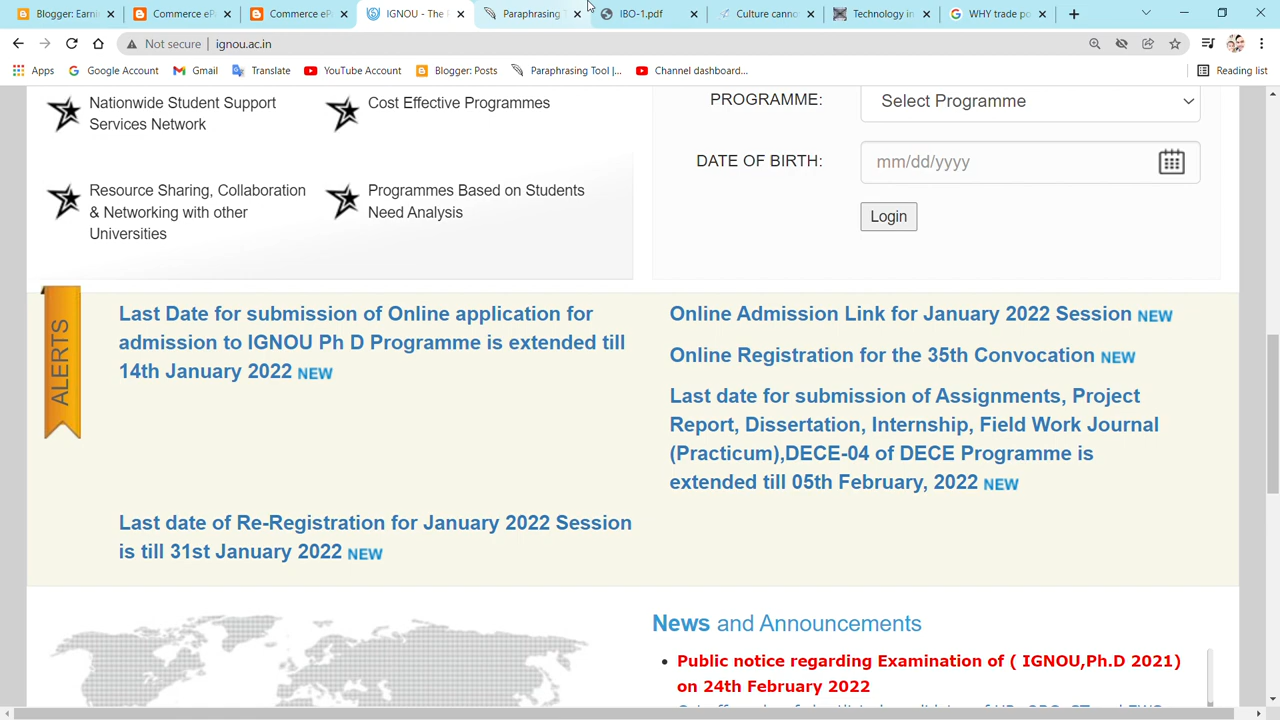 Blogger: Earni
Commerce eP
Commerce eP
IGNOU - The
Paraphrasing
IBO-1.pdf
Culture canno
Technology in
WHY trade po
Not secure | ignou.ac.in
Apps
Google Account
Gmail
Translate
YouTube Account
Blogger: Posts
Paraphrasing Tool |...
Channel dashboard...
Reading list
Nationwide Student Support
Services Network
Cost Effective Programmes
Resource Sharing, Collaboration
& Networking with other
Universities
Programmes Based on Students
Need Analysis
PROGRAMME:
Select Programme
DATE OF BIRTH:
mm/dd/yyyy
Login
ALERTS
Last Date for submission of Online application for
admission to IGNOU Ph D Programme is extended till
14th January 2022 NEW
Last date of Re-Registration for January 2022 Session
is till 31st January 2022 NEW
Online Admission Link for January 2022 Session NEW
Online Registration for the 35th Convocation NEW
Last date for submission of Assignments, Project
Report, Dissertation, Internship, Field Work Journal
(Practicum),DECE-04 of DECE Programme is
extended till 05th February, 2022 NEW
News and Announcements
Public notice regarding Examination of ( IGNOU,Ph.D 2021)
on 24th February 2022